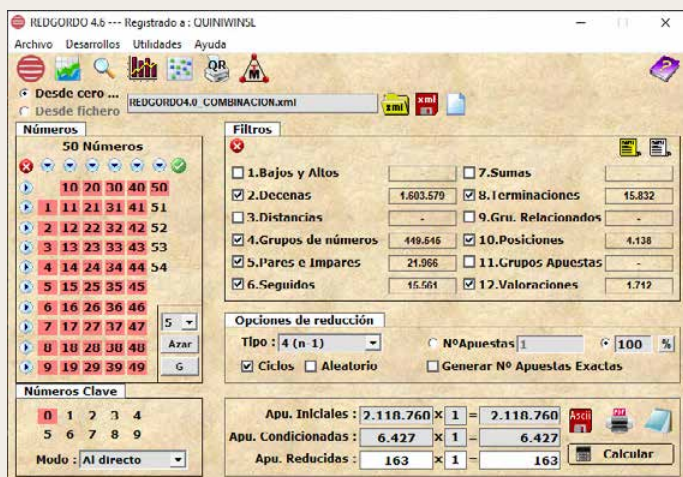 REDGORDO 4.6 --- Registrado a : QUINIWINSL
Archivo Desarrollos Utilidades Ayuda
QR M
Desde cero ...
Desde fichero
REDGORDO4.0_COMBINACION.xml
xml xml
Números
50 Números
10 20 30 40 50
1 11 21 31 41 51
2 12 22 32 42 52
3 13 23 33 43 53
4 14 24 34 44 54
5 15 25 35 45
6 16 26 36 46
7 17 27 37 47
8 18 28 38 48
9 19 29 39 49
5
Azar
G
Números Clave
0 1 2 3 4
5 6 7 8 9
Modo : Al directo
Filtros
1.Bajos y Altos - 7.Sumas -
2.Decenas 1.603.579 8.Terminaciones 15.832
3.Distancias - 9.Gru. Relacionados -
4.Grupos de números 449.545 10.Posiciones 4.138
5.Pares e Impares 21.966 11.Grupos Apuestas -
6.Seguidos 15.561 12.Valoraciones 1.712
Opciones de reducción
Tipo : 4 (n-1) NºApuestas 1 100 %
Ciclos Aleatorio Generar Nº Apuestas Exactas
Apu. Iniciales : 2.118.760 x 1 = 2.118.760
Apu. Condicionadas : 6.427 x 1 = 6.427
Apu. Reducidas : 163 x 1 = 163
Ascii PDF
Calcular